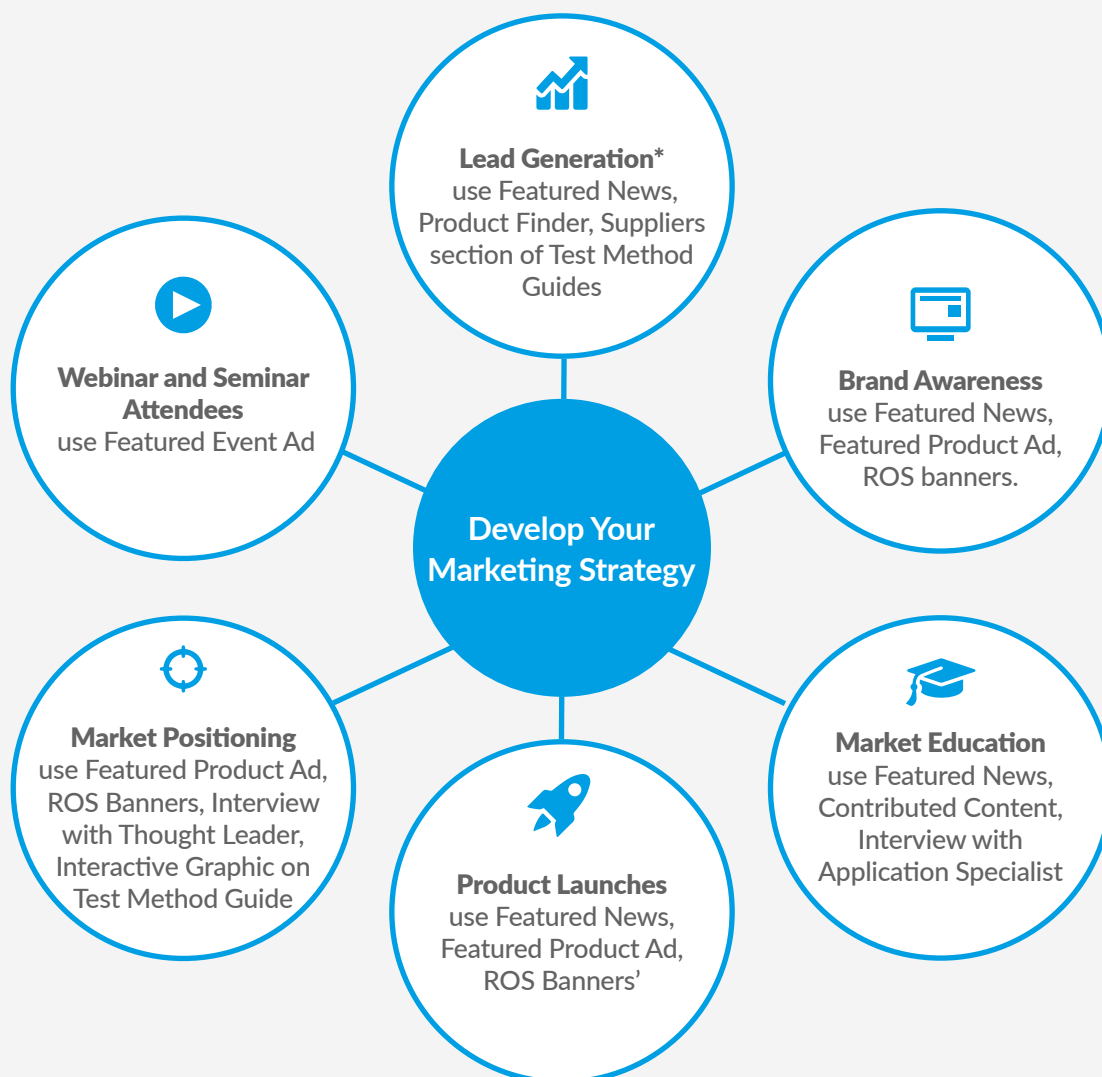 Lead Generation*
use Featured News,
Product Finder, Suppliers
section of Test Method
Guides
Webinar and Seminar
Attendees
use Featured Event Ad
Brand Awareness
use Featured News,
Featured Product Ad,
ROS banners.
Develop Your
Marketing Strategy
Market Positioning
use Featured Product Ad,
ROS Banners, Interview
with Thought Leader,
Interactive Graphic on
Test Method Guide
Market Education
use Featured News,
Contributed Content,
Interview with
Application Specialist
Product Launches
use Featured News,
Featured Product Ad,
ROS Banners’